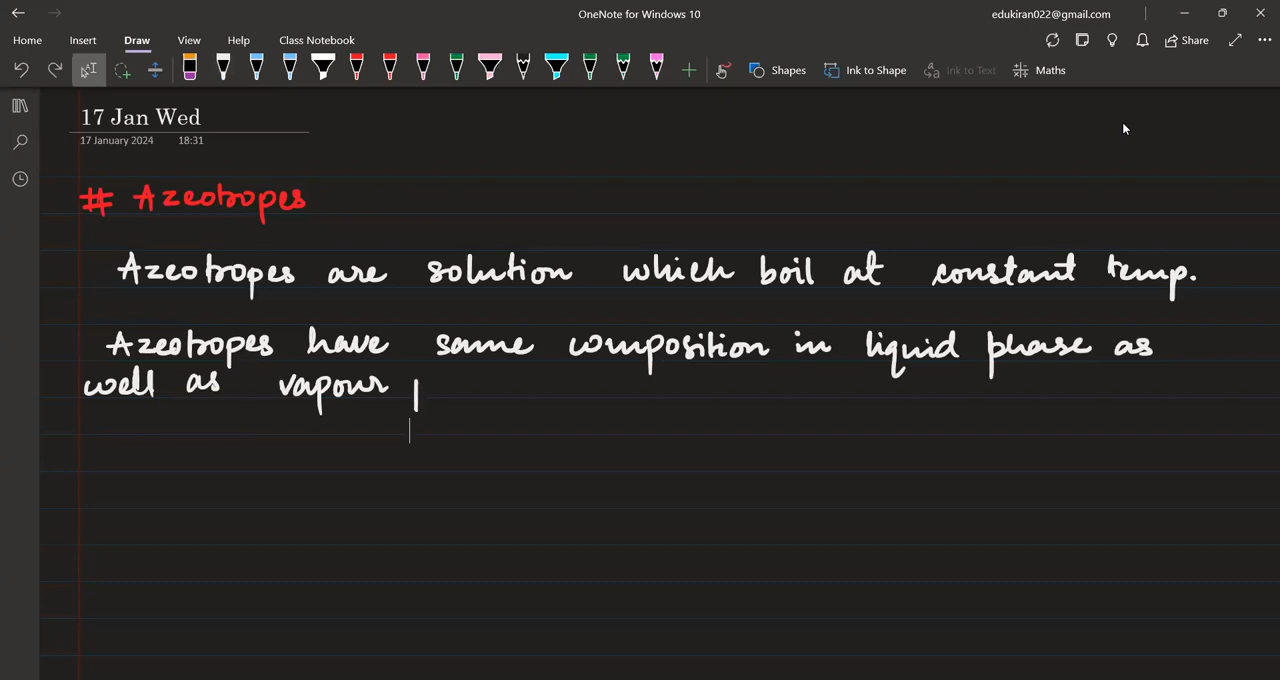 OneNote for Windows 10
edukiran022@gmail.com
Home Insert Draw View Help Class Notebook
Share
Shapes
Ink to Shape
Ink to Text
Maths
17 Jan Wed
17 January 2024 18:31
# Azeotropes
Azeotropes are solution which boil at constant temp.
Azeotropes have same composition in liquid phase as
well as vapour p